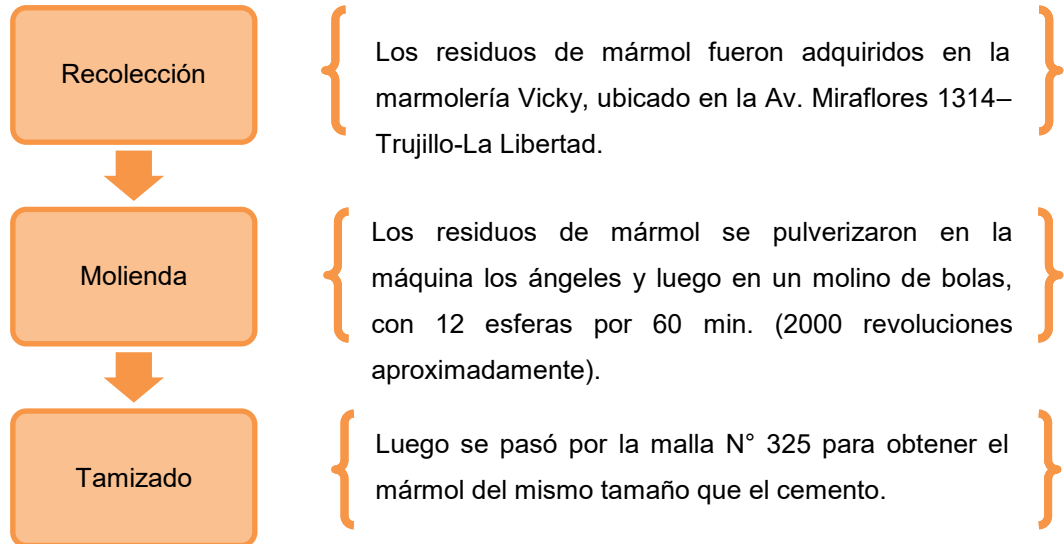 Recolección
Los residuos de mármol fueron adquiridos en la
marmolería Vicky, ubicado en la Av. Miraflores 1314–
Trujillo-La Libertad.
Molienda
Los residuos de mármol se pulverizaron en la
máquina los ángeles y luego en un molino de bolas,
con 12 esferas por 60 min. (2000 revoluciones
aproximadamente).
Tamizado
Luego se pasó por la malla N° 325 para obtener el
mármol del mismo tamaño que el cemento.